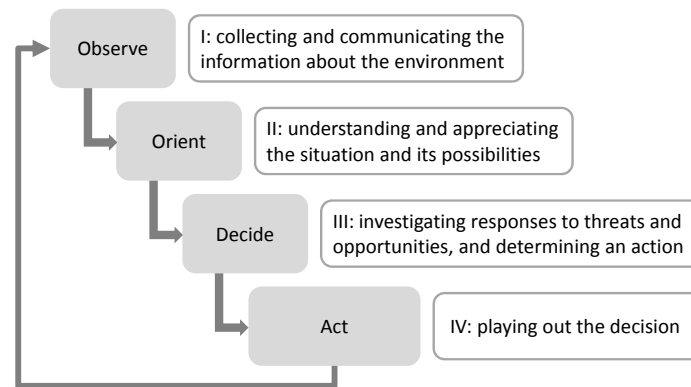 Observe
I: collecting and communicating the
information about the environment
Orient
II: understanding and appreciating
the situation and its possibilities
Decide
III: investigating responses to threats and
opportunities, and determining an action
Act
IV: playing out the decision